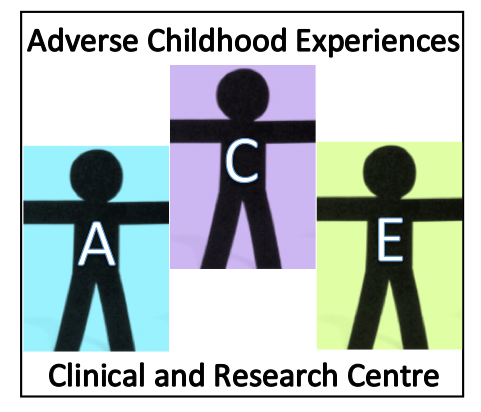 Adverse Childhood Experiences
A C E
Clinical and Research Centre